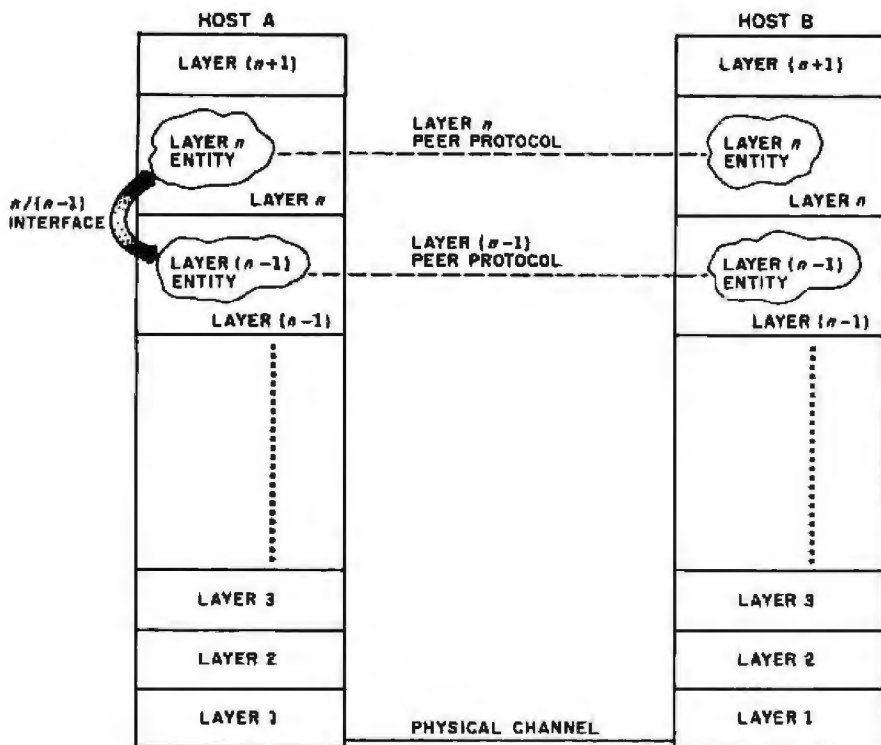 HOST A
HOST B
LAYER (n+1)
LAYER (n+1)
LAYER n
ENTITY
LAYER n
PEER PROTOCOL
LAYER n
ENTITY
n/(n-1)
INTERFACE
LAYER n
LAYER n
LAYER (n-1)
ENTITY
LAYER (n-1)
PEER PROTOCOL
LAYER (n-1)
ENTITY
LAYER (n-1)
LAYER (n-1)
LAYER 3
LAYER 3
LAYER 2
LAYER 2
LAYER 1
PHYSICAL CHANNEL
LAYER 1